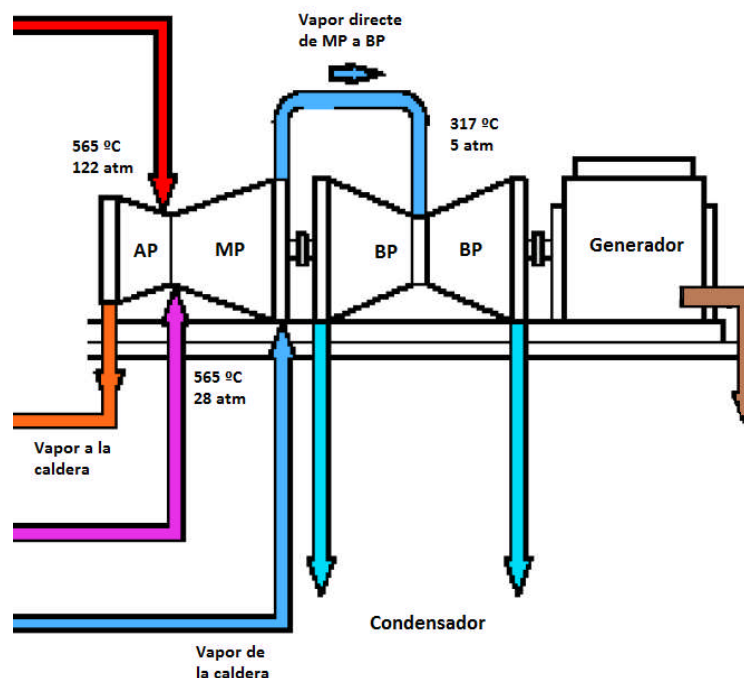 Vapor directe
de MP a BP
317 ºC
5 atm
565 ºC
122 atm
AP
MP
BP
BP
Generador
565 ºC
28 atm
Vapor a la
caldera
Condensador
Vapor de
la caldera